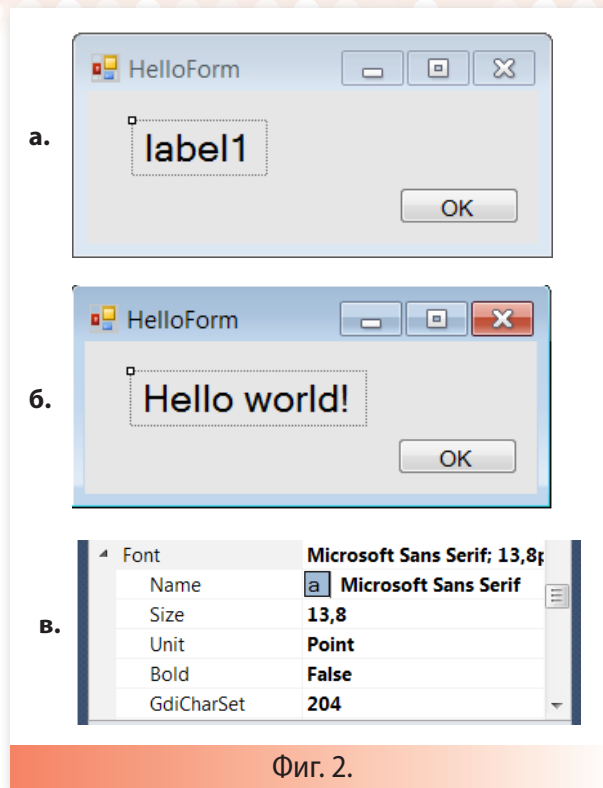 HelloForm
а.
label1
OK
HelloForm
б.
Hello world!
OK
Font Microsoft Sans Serif; 13,8p
Name a Microsoft Sans Serif
в.
Size 13,8
Unit Point
Bold False
GdiCharSet 204
Фиг. 2.